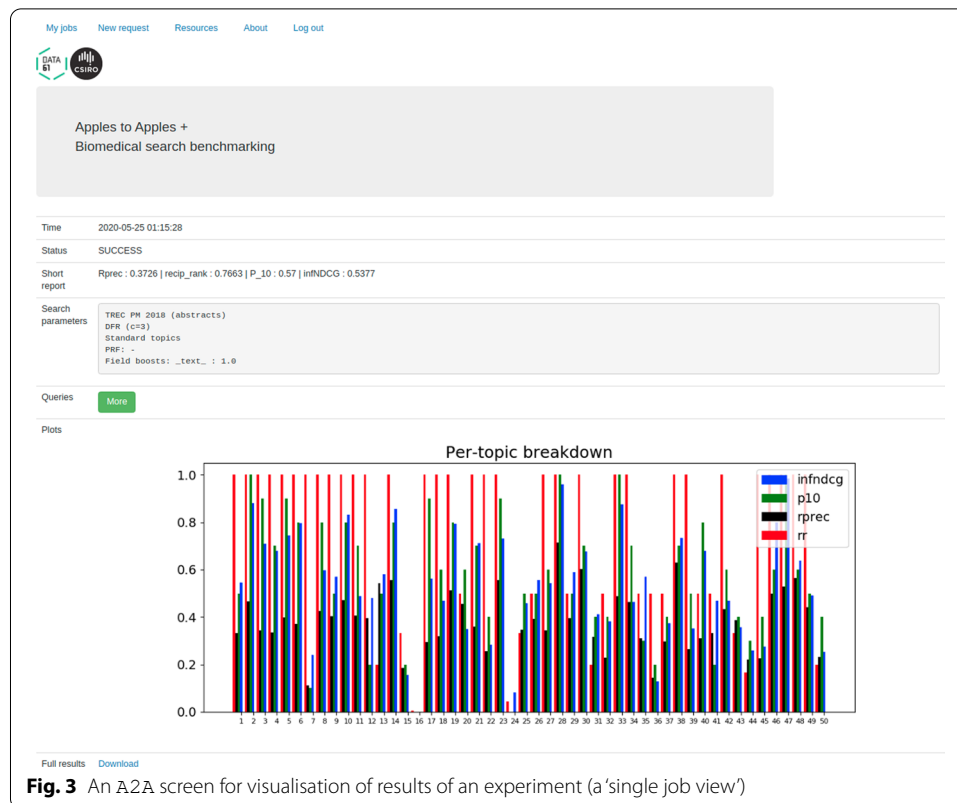 My jobs New request Resources About Log out
DATA 61 CSIRO
Apples to Apples +
Biomedical search benchmarking
Time 2020-05-25 01:15:28
Status SUCCESS
Short report Rprec : 0.3726 | recip_rank : 0.7663 | P_10 : 0.57 | infNDCG : 0.5377
Search parameters
TREC PM 2018 (abstracts)
DFR (c=3)
Standard topics
PRF: -
Field boosts: _text_ : 1.0
Queries More
Plots
Per-topic breakdown
1.0
0.8
0.6
0.4
0.2
0.0
infndcg
p10
rprec
rr
1 2 3 4 5 6 7 8 9 10 11 12 13 14 15 16 17 18 19 20 21 22 23 24 25 26 27 28 29 30 31 32 33 34 35 36 37 38 39 40 41 42 43 44 45 46 47 48 49 50
Full results Download
Fig. 3 An A2A screen for visualisation of results of an experiment (a ‘single job view’)